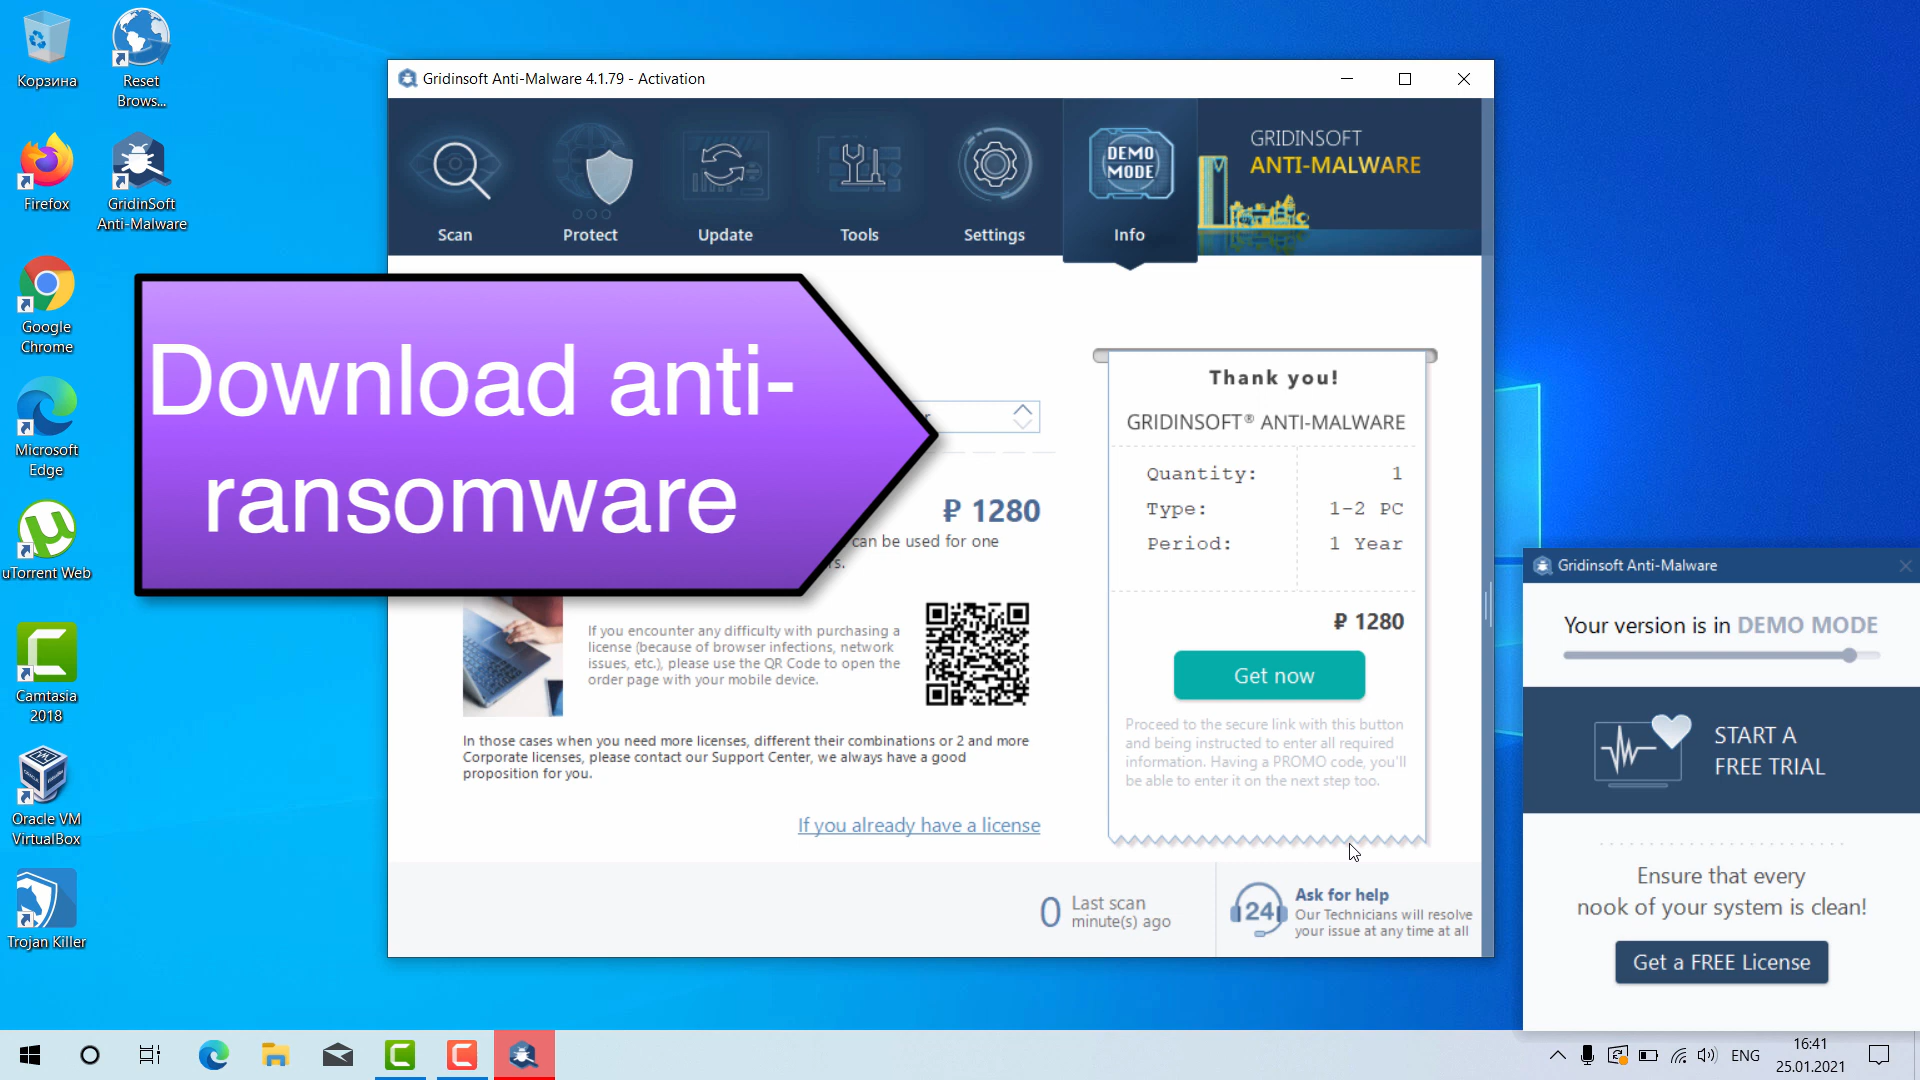 Корзина
Reset
Brows...
Firefox
GridinSoft
Anti-Malware
Google
Chrome
Microsoft
Edge
uTorrent Web
Camtasia
2018
Oracle VM
VirtualBox
Trojan Killer
Gridinsoft Anti-Malware 4.1.79 - Activation
Scan
Protect
Update
Tools
Settings
DEMO
MODE
Info
GRIDINSOFT
ANTI-MALWARE
Download anti-
ransomware
₽ 1280
can be used for one
If you encounter any difficulty with purchasing a
license (because of browser infections, network
issues, etc.), please use the QR Code to open the
order page with your mobile device.
In those cases when you need more licenses, different their combinations or 2 and more
Corporate licenses, please contact our Support Center, we always have a good
proposition for you.
If you already have a license
Thank you!
GRIDINSOFT® ANTI-MALWARE
Quantity: 1
Type: 1-2 PC
Period: 1 Year
₽ 1280
Get now
Proceed to the secure link with this button
and being instructed to enter all required
information. Having a PROMO code, you'll
be able to enter it on the next step too.
0 Last scan
minute(s) ago
24
Ask for help
Our Technicians will resolve
your issue at any time at all
Gridinsoft Anti-Malware
Your version is in DEMO MODE
START A
FREE TRIAL
Ensure that every
nook of your system is clean!
Get a FREE License
ENG
16:41
25.01.2021